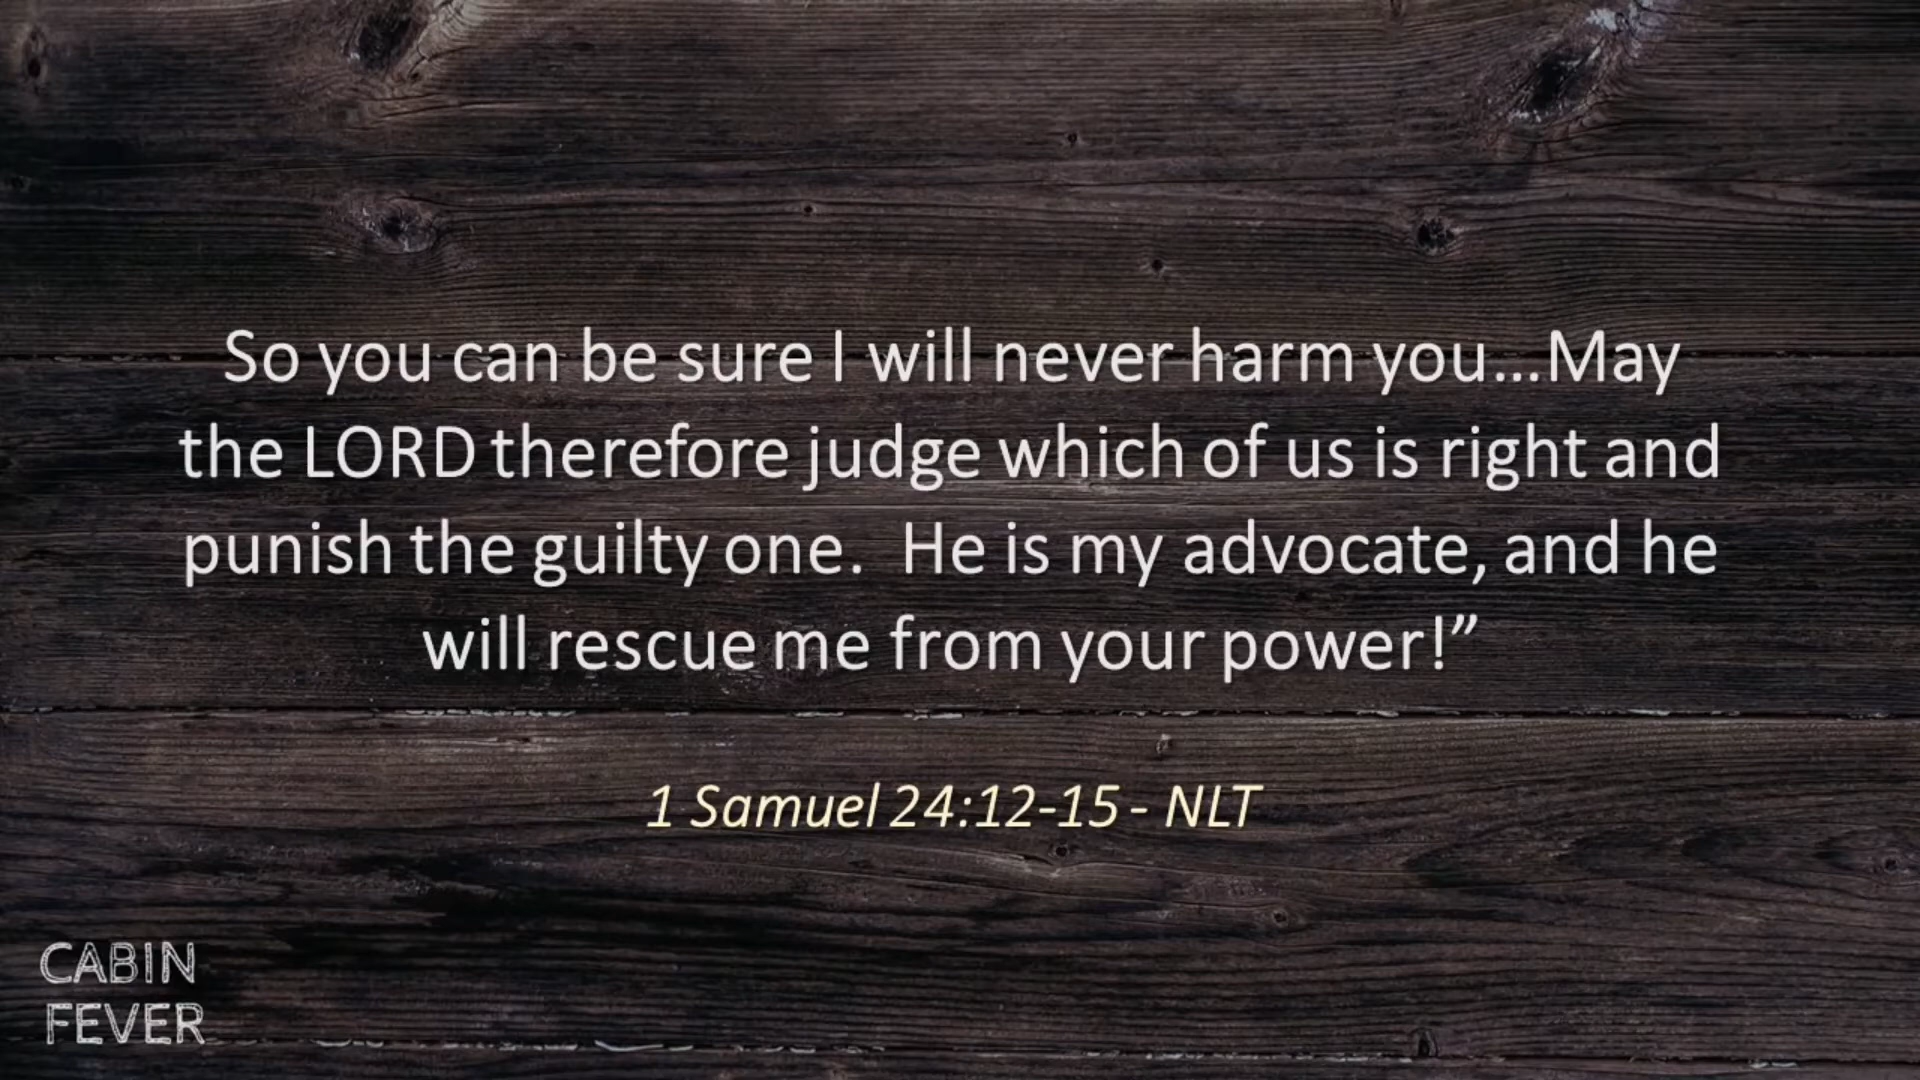 So you can be sure I will never harm you...May
the LORD therefore judge which of us is right and
punish the guilty one.  He is my advocate, and he
will rescue me from your power!”
1 Samuel 24:12-15 - NLT
CABIN
FEVER